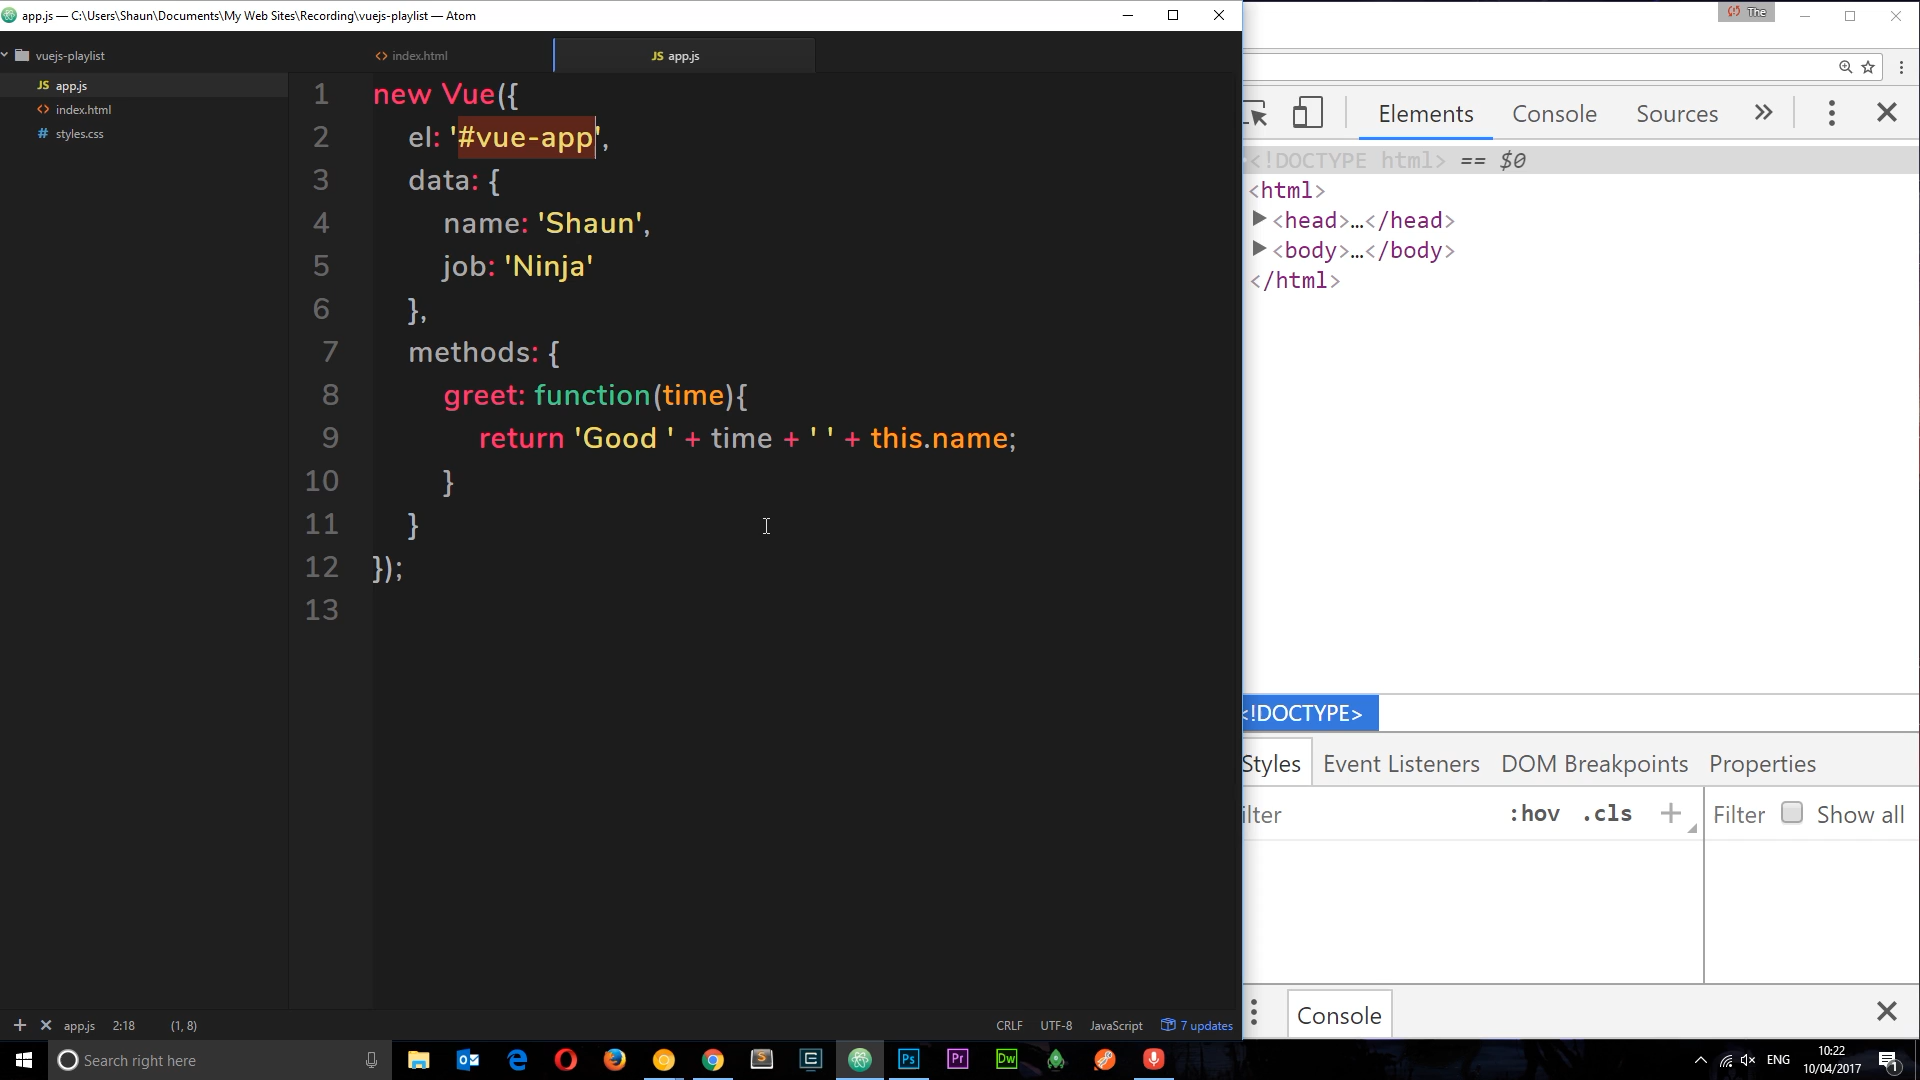 app.js — C:\Users\Shaun\Documents\My Web Sites\Recording\vuejs-playlist — Atom
The
vuejs-playlist
index.html
app.js
app.js
index.html
styles.css
1 new Vue({
2 el: '#vue-app',
3 data: {
4 name: 'Shaun',
5 job: 'Ninja'
6 },
7 methods: {
8 greet: function(time){
9 return 'Good ' + time + ' ' + this.name;
10 }
11 }
12 });
13
Elements Console Sources
<!DOCTYPE html> == $0
<html>
<head>…</head>
<body>…</body>
</html>
<!DOCTYPE>
Styles Event Listeners DOM Breakpoints Properties
ilter :hov .cls + Filter Show all
Console
app.js 2:18 (1, 8) CRLF UTF-8 JavaScript 7 updates
Search right here
Ps Pr Dw
ENG
10:22
10/04/2017
1